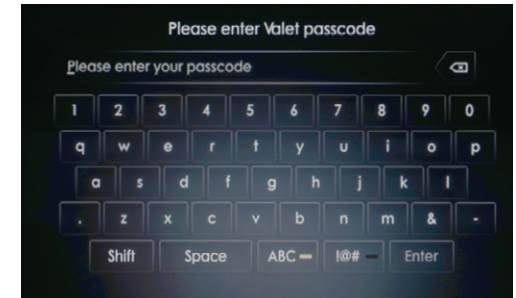 Please enter Valet passcode
Please enter your passcode
1 2 3 4 5 6 7 8 9 0
q w e r t y u i o p
a s d f g h j k l
. z x c v b n m & -
Shift Space ABC !@# Enter